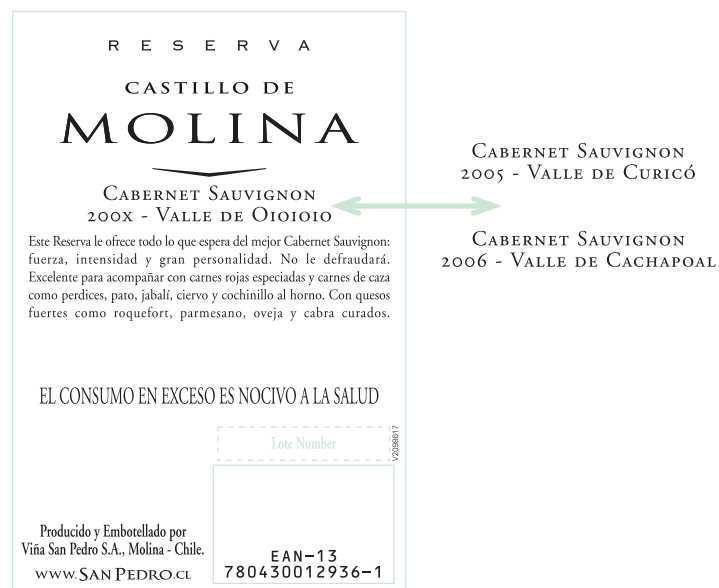 RESERVA
CASTILLO DE
MOLINA
CABERNET SAUVIGNON
200X - VALLE DE OIOIOIO
Este Reserva le ofrece todo lo que espera del mejor Cabernet Sauvignon:
fuerza, intensidad y gran personalidad. No le defraudará.
Excelente para acompañar con carnes rojas especiadas y carnes de caza
como perdices, pato, jabalí, ciervo y cochinillo al horno. Con quesos
fuertes como roquefort, parmesano, oveja y cabra curados.
EL CONSUMO EN EXCESO ES NOCIVO A LA SALUD
Lote Number
V2098617
Producido y Embotellado por
Viña San Pedro S.A., Molina - Chile.
WWW.SAN PEDRO.CL
EAN-13
780430012936-1
CABERNET SAUVIGNON
2005 - VALLE DE CURICÓ
CABERNET SAUVIGNON
2006 - VALLE DE CACHAPOAL